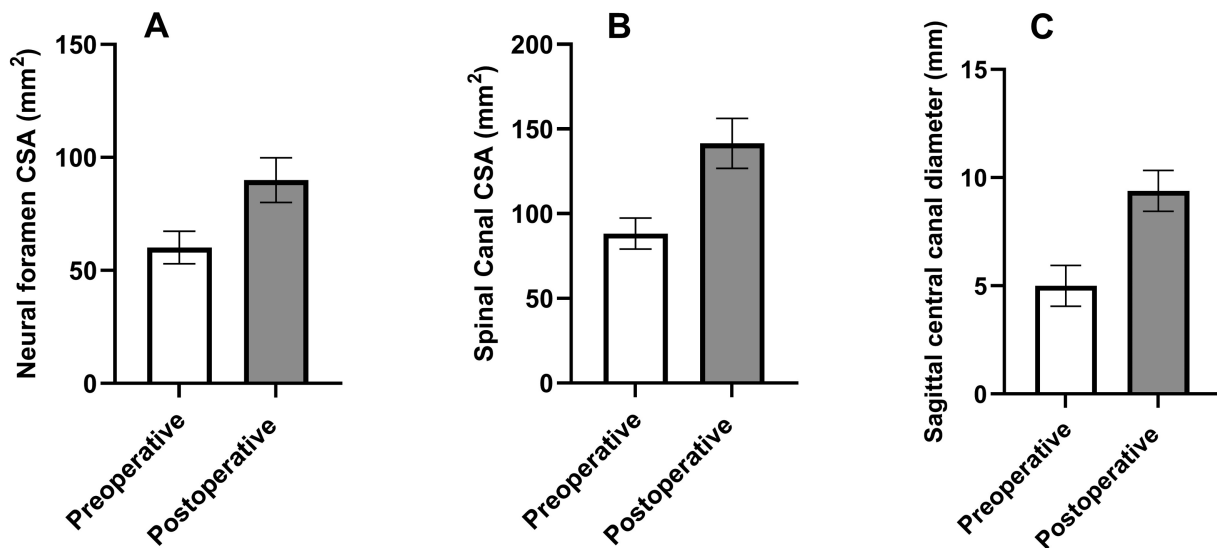 A
Neural foramen CSA (mm²)
150
100
50
0
Preoperative
Postoperative
B
Spinal Canal CSA (mm²)
200
150
100
50
0
Preoperative
Postoperative
C
Sagittal central canal diameter (mm)
15
10
5
0
Preoperative
Postoperative